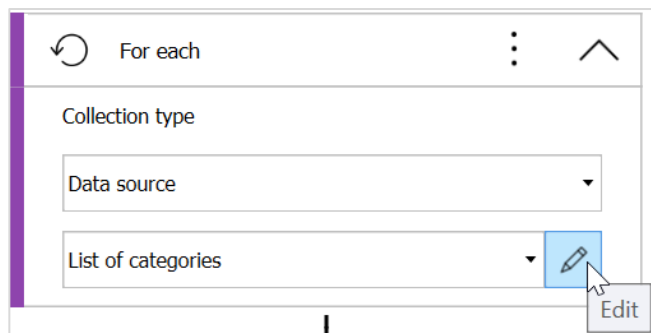 For each
Collection type
Data source
List of categories
Edit